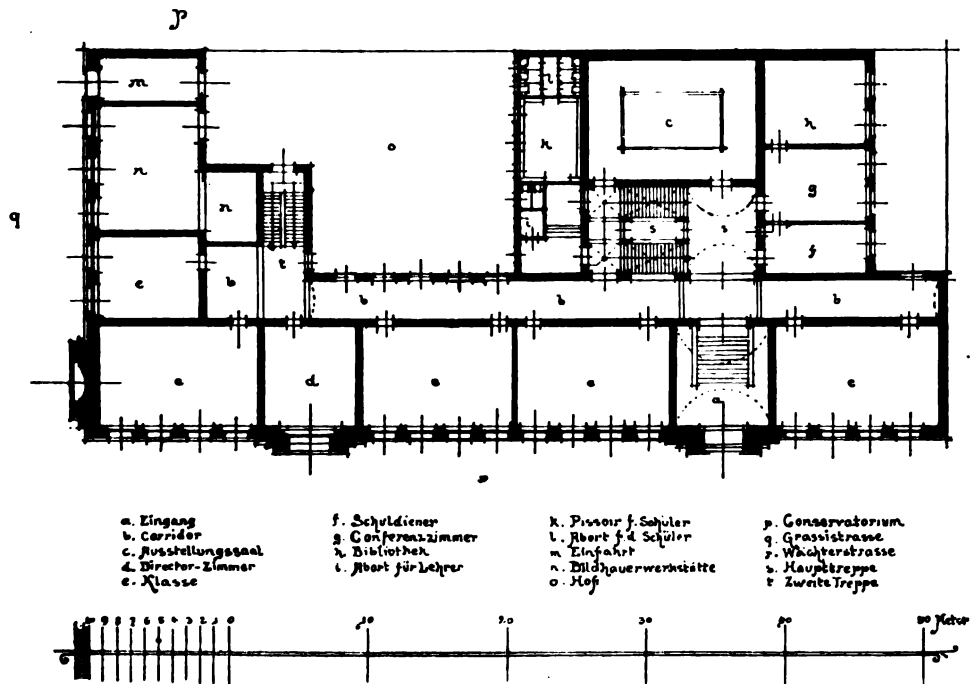 p
m
l
n
k
c
h
o
q
n
g
i
s
s
f
e
b
t
b
b
b
e
d
e
e
a
e
a. Eingang
b. Corridor
c. Ausstellungssaal
d. Director-Zimmer
e. Klasse
f. Schuldiener
g. Conferenzzimmer
h. Bibliothek
i. Abort für Lehrer
k. Pissoir f. Schüler
l. Abort f.d. Schüler
m. Einfahrt
n. Bildhauerwerkstätte
o. Hof
p. Conservatorium
q. Grassistrasse
r. Wächterstrasse
s. Haupttreppe
t. Zweite Treppe
10 9 8 7 6 5 4 3 2 1 0 10 20 30 40 50 Meter